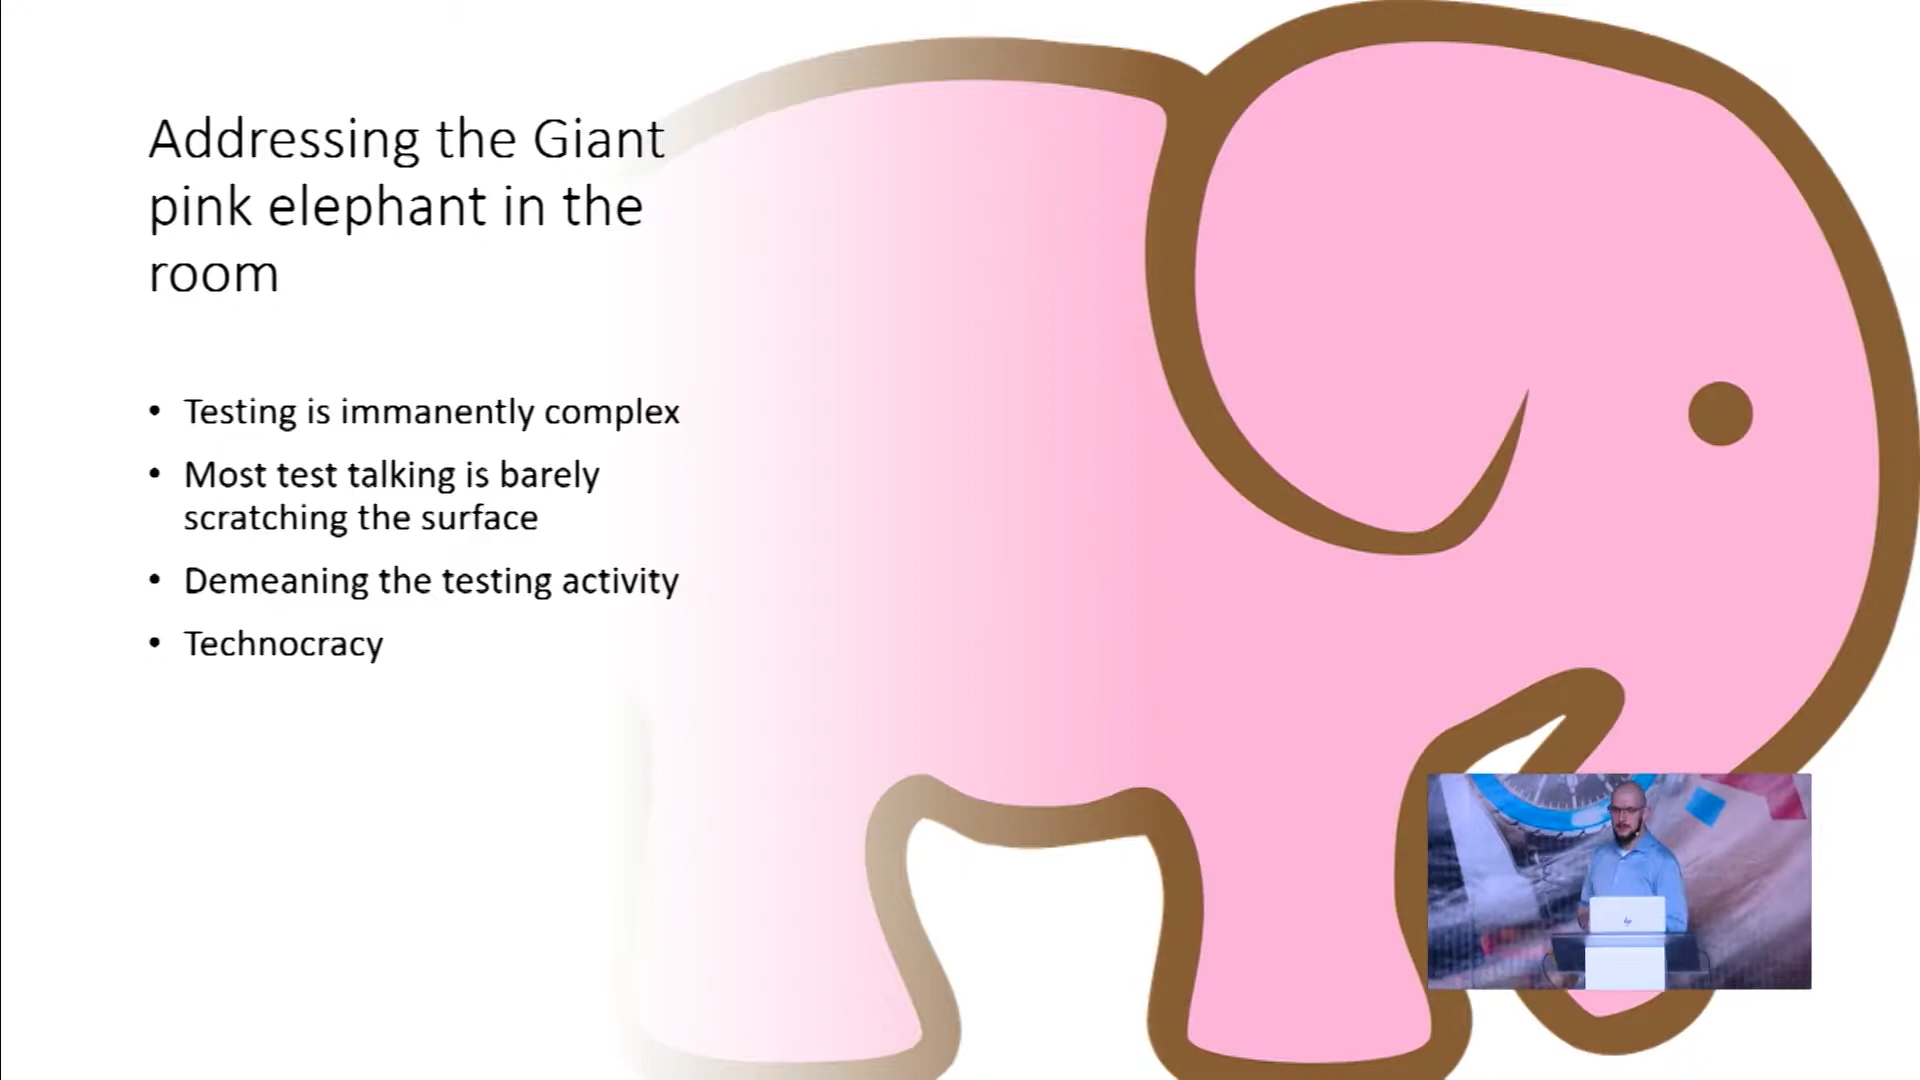 Addressing the Giant
pink elephant in the
room
• Testing is immanently complex
• Most test talking is barely
scratching the surface
• Demeaning the testing activity
• Technocracy
hp